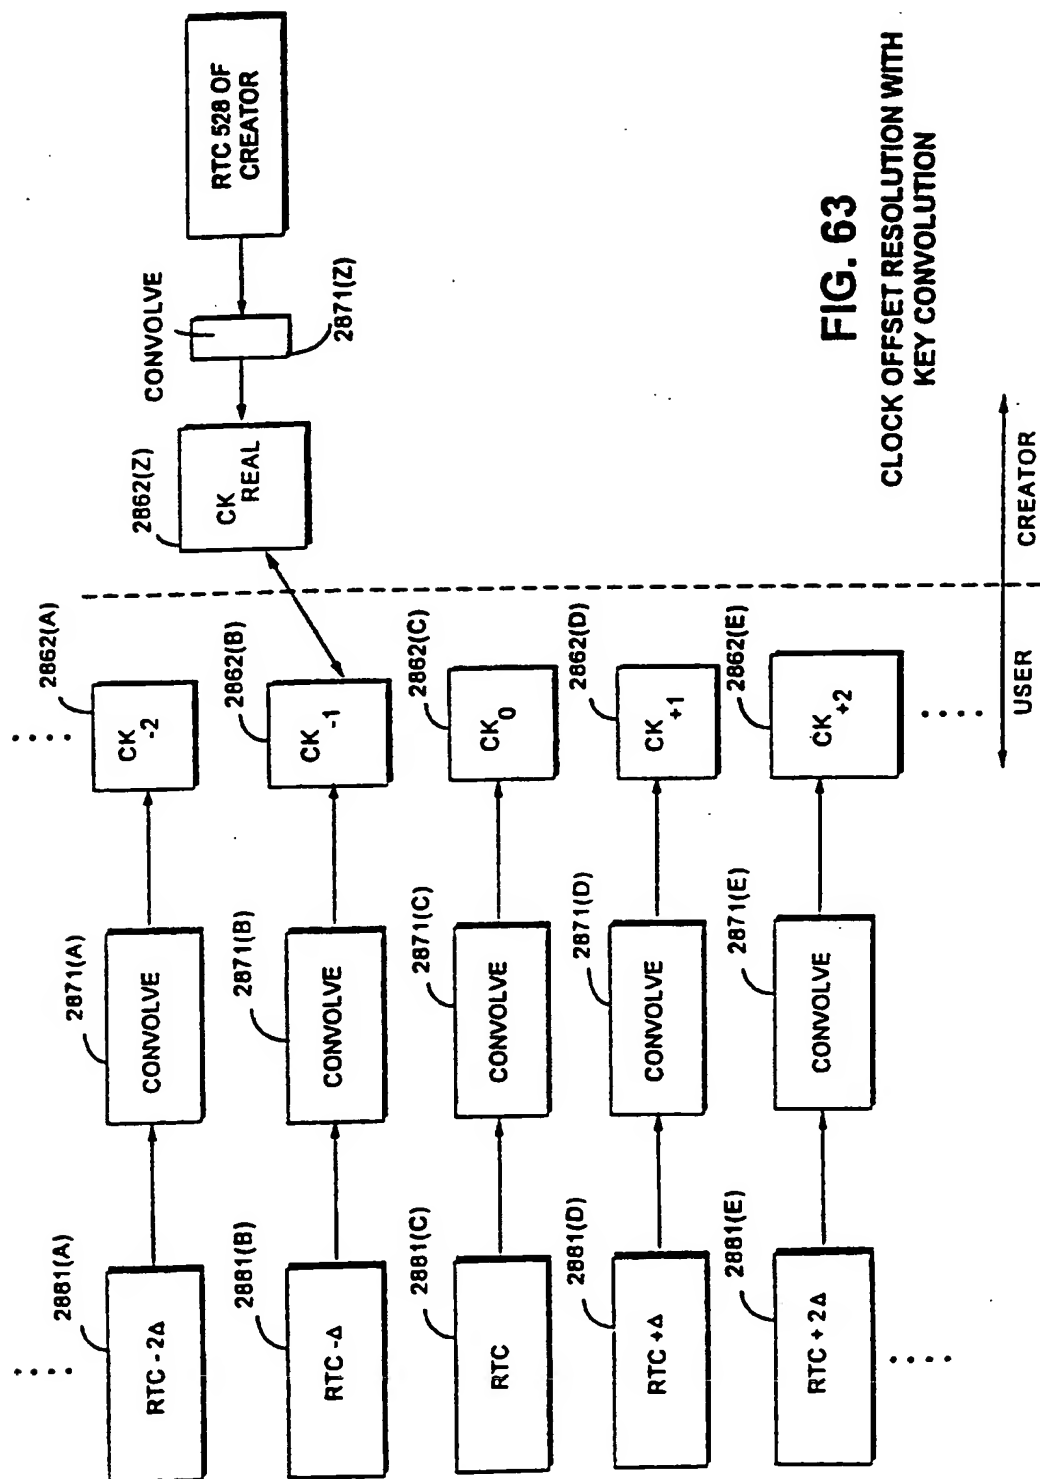 2881(A)
RTC - 2Δ
2871(A)
CONVOLVE
2862(A)
CK -2
2881(B)
RTC -Δ
2871(B)
CONVOLVE
2862(B)
CK -1
2881(C)
RTC
2871(C)
CONVOLVE
2862(C)
CK 0
2881(D)
RTC +Δ
2871(D)
CONVOLVE
2862(D)
CK +1
2881(E)
RTC + 2Δ
2871(E)
CONVOLVE
2862(E)
CK +2
2862(Z)
CK REAL
CONVOLVE
2871(Z)
RTC 528 OF
CREATOR
USER
CREATOR
FIG. 63
CLOCK OFFSET RESOLUTION WITH
KEY CONVOLUTION